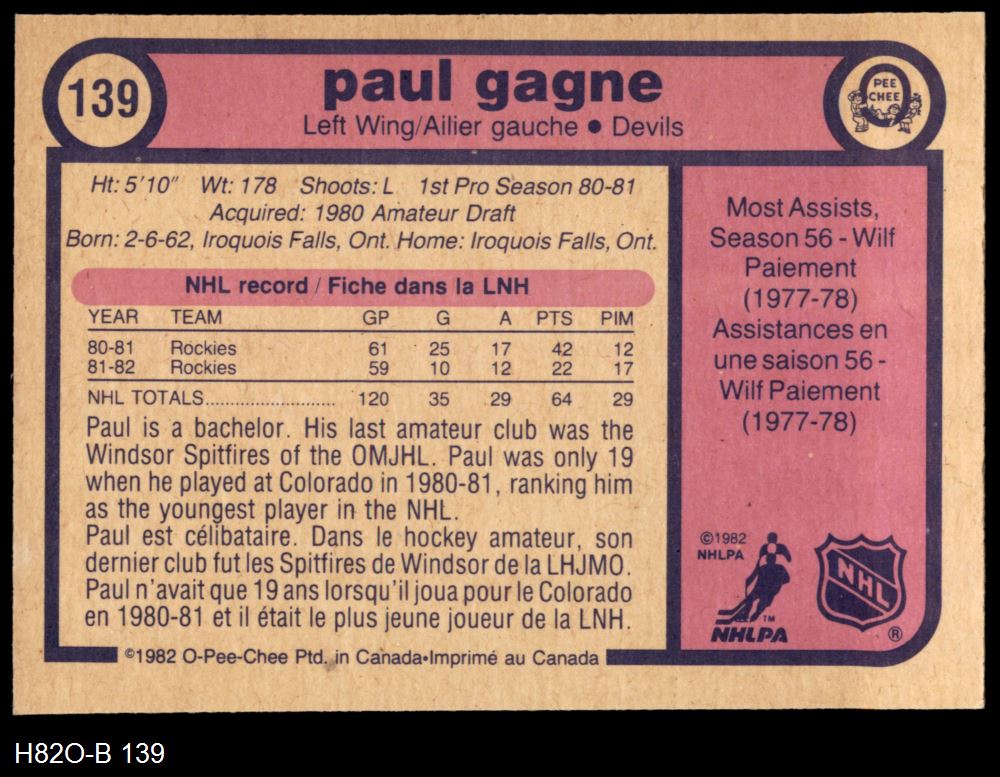 139
paul gagne
Left Wing/Ailier gauche • Devils
PEE
CHEE
Ht: 5'10" Wt: 178 Shoots: L 1st Pro Season 80-81
Acquired: 1980 Amateur Draft
Born: 2-6-62, Iroquois Falls, Ont. Home: Iroquois Falls, Ont.
NHL record / Fiche dans la LNH
YEAR TEAM GP G A PTS PIM
80-81 Rockies 61 25 17 42 12
81-82 Rockies 59 10 12 22 17
NHL TOTALS.......................... 120 35 29 64 29
Paul is a bachelor. His last amateur club was the
Windsor Spitfires of the OMJHL. Paul was only 19
when he played at Colorado in 1980-81, ranking him
as the youngest player in the NHL.
Paul est célibataire. Dans le hockey amateur, son
dernier club fut les Spitfires de Windsor de la LHJMO.
Paul n'avait que 19 ans lorsqu'il joua pour le Colorado
en 1980-81 et il était le plus jeune joueur de la LNH.
Most Assists,
Season 56 - Wilf
Paiement
(1977-78)
Assistances en
une saison 56 -
Wilf Paiement
(1977-78)
©1982
NHLPA
TM
NHLPA
NHL
®
©1982 O-Pee-Chee Ptd. in Canada•Imprimé au Canada
H82O-B 139